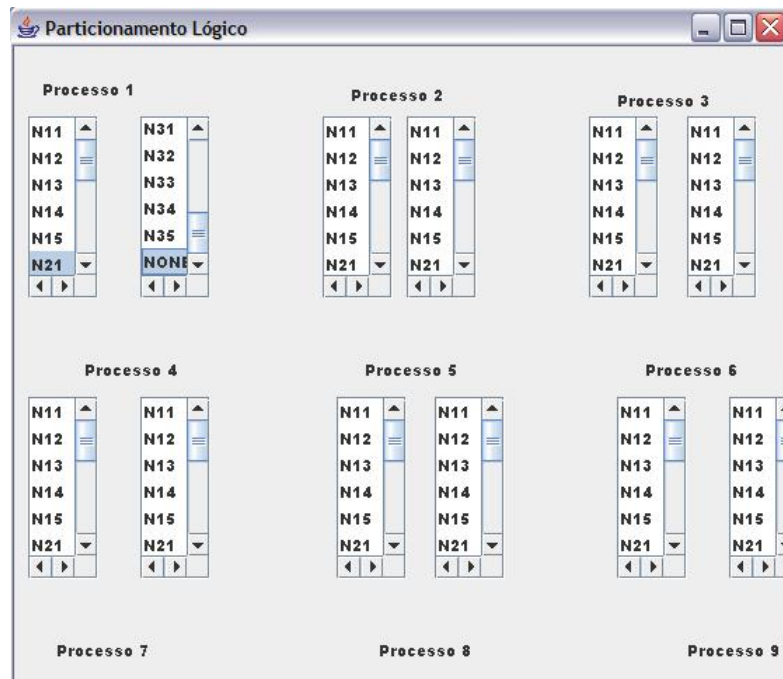 Particionamento Lógico
Processo 1
Processo 2
Processo 3
N11
N12
N13
N14
N15
N21
N31
N32
N33
N34
N35
NONE
N11
N12
N13
N14
N15
N21
N11
N12
N13
N14
N15
N21
N11
N12
N13
N14
N15
N21
N11
N12
N13
N14
N15
N21
Processo 4
Processo 5
Processo 6
N11
N12
N13
N14
N15
N21
N11
N12
N13
N14
N15
N21
N11
N12
N13
N14
N15
N21
N11
N12
N13
N14
N15
N21
N11
N12
N13
N14
N15
N21
N11
N12
N13
N14
N15
N21
Processo 7
Processo 8
Processo 9